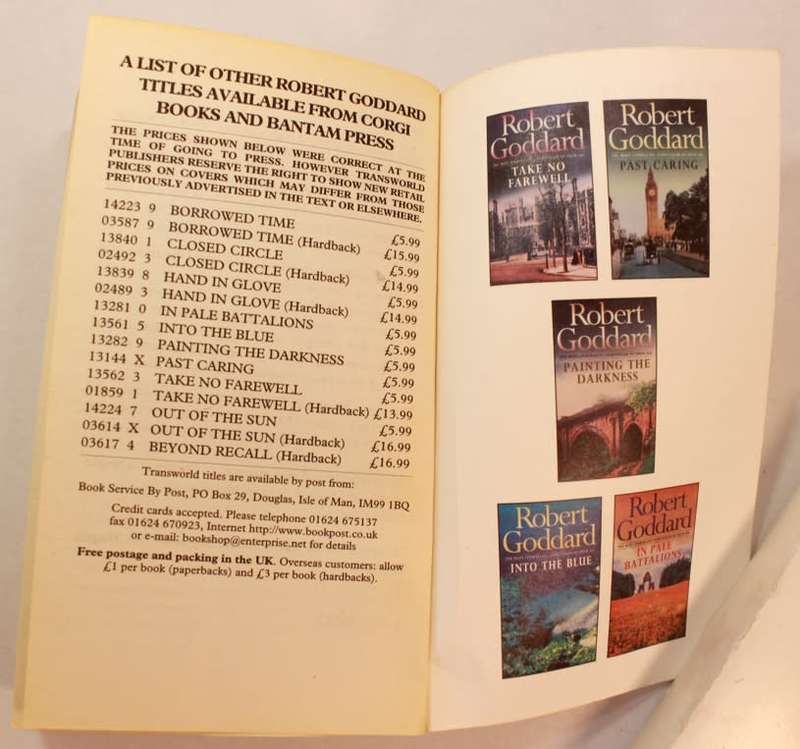 A LIST OF OTHER ROBERT GODDARD
TITLES AVAILABLE FROM CORGI
BOOKS AND BANTAM PRESS
THE PRICES SHOWN BELOW WERE CORRECT AT THE
TIME OF GOING TO PRESS. HOWEVER TRANSWORLD
PUBLISHERS RESERVE THE RIGHT TO SHOW NEW RETAIL
PRICES ON COVERS WHICH MAY DIFFER FROM THOSE
PREVIOUSLY ADVERTISED IN THE TEXT OR ELSEWHERE.
14223 9 BORROWED TIME £5.99
03587 9 BORROWED TIME (Hardback) £15.99
13840 1 CLOSED CIRCLE £5.99
02492 3 CLOSED CIRCLE (Hardback) £14.99
13839 8 HAND IN GLOVE £5.99
02489 3 HAND IN GLOVE (Hardback) £14.99
13281 0 IN PALE BATTALIONS £5.99
13561 5 INTO THE BLUE £5.99
13282 9 PAINTING THE DARKNESS £5.99
13144 X PAST CARING £5.99
13562 3 TAKE NO FAREWELL £5.99
01859 1 TAKE NO FAREWELL (Hardback) £13.99
14224 7 OUT OF THE SUN £5.99
03614 X OUT OF THE SUN (Hardback) £16.99
03617 4 BEYOND RECALL (Hardback) £16.99
Transworld titles are available by post from:
Book Service By Post, PO Box 29, Douglas, Isle of Man, IM99 1BQ
Credit cards accepted. Please telephone 01624 675137
fax 01624 670923, Internet http://www.bookpost.co.uk
or e-mail: bookshop@enterprise.net for details
Free postage and packing in the UK. Overseas customers: allow
£1 per book (paperbacks) and £3 per book (hardbacks).
Robert
Goddard
TAKE NO
FAREWELL
Robert
Goddard
PAST CARING
Robert
Goddard
PAINTING THE
DARKNESS
Robert
Goddard
INTO THE BLUE
Robert
Goddard
IN PALE
BATTALIONS